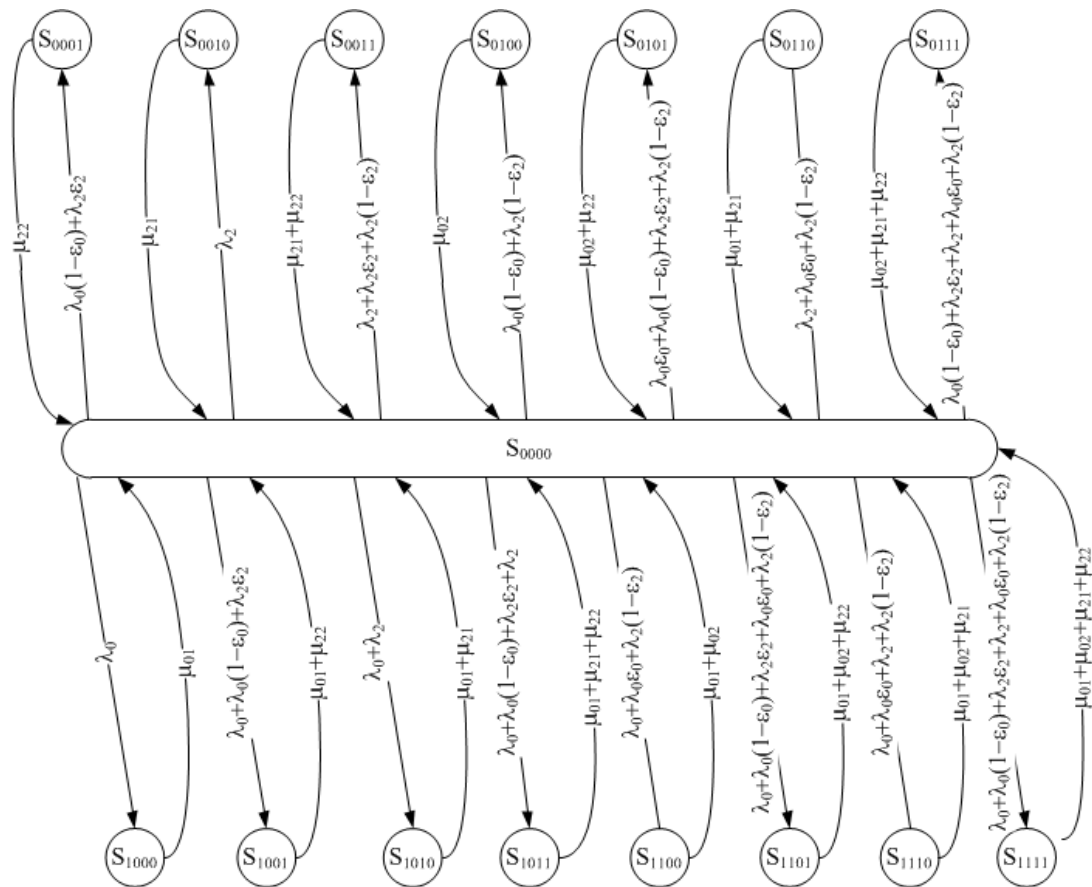 S₀₀₀₁ S₀₀₁₀ S₀₀₁₁ S₀₁₀₀ S₀₁₀₁ S₀₁₁₀ S₀₁₁₁
μ₂₂
λ₀(1−ε₀)+λ₂ε₂
μ₂₁
λ₂
μ₂₁+μ₂₂
λ₂+λ₂ε₂+λ₂(1−ε₂)
μ₀₂
λ₀(1−ε₀)+λ₂(1−ε₂)
μ₀₂+μ₂₂
λ₀ε₀+λ₀(1−ε₀)+λ₂ε₂+λ₂(1−ε₂)
μ₀₁+μ₂₁
λ₂+λ₀ε₀+λ₂(1−ε₂)
μ₀₂+μ₂₁+μ₂₂
λ₀(1−ε₀)+λ₂ε₂+λ₂+λ₀ε₀+λ₂(1−ε₂)
S₀₀₀₀
λ₀
μ₀₁
λ₀+λ₀(1−ε₀)+λ₂ε₂
μ₀₁+μ₂₂
λ₀+λ₂
μ₀₁+μ₂₁
λ₀+λ₀(1−ε₀)+λ₂ε₂+λ₂
μ₀₁+μ₂₁+μ₂₂
λ₀+λ₀ε₀+λ₂(1−ε₂)
μ₀₁+μ₀₂
λ₀+λ₀(1−ε₀)+λ₂ε₂+λ₀ε₀+λ₂(1−ε₂)
μ₀₁+μ₀₂+μ₂₂
λ₀+λ₀ε₀+λ₂+λ₂(1−ε₂)
μ₀₁+μ₀₂+μ₂₁
λ₀+λ₀(1−ε₀)+λ₂ε₂+λ₂+λ₀ε₀+λ₂(1−ε₂)
μ₀₁+μ₀₂+μ₂₁+μ₂₂
S₁₀₀₀ S₁₀₀₁ S₁₀₁₀ S₁₀₁₁ S₁₁₀₀ S₁₁₀₁ S₁₁₁₀ S₁₁₁₁